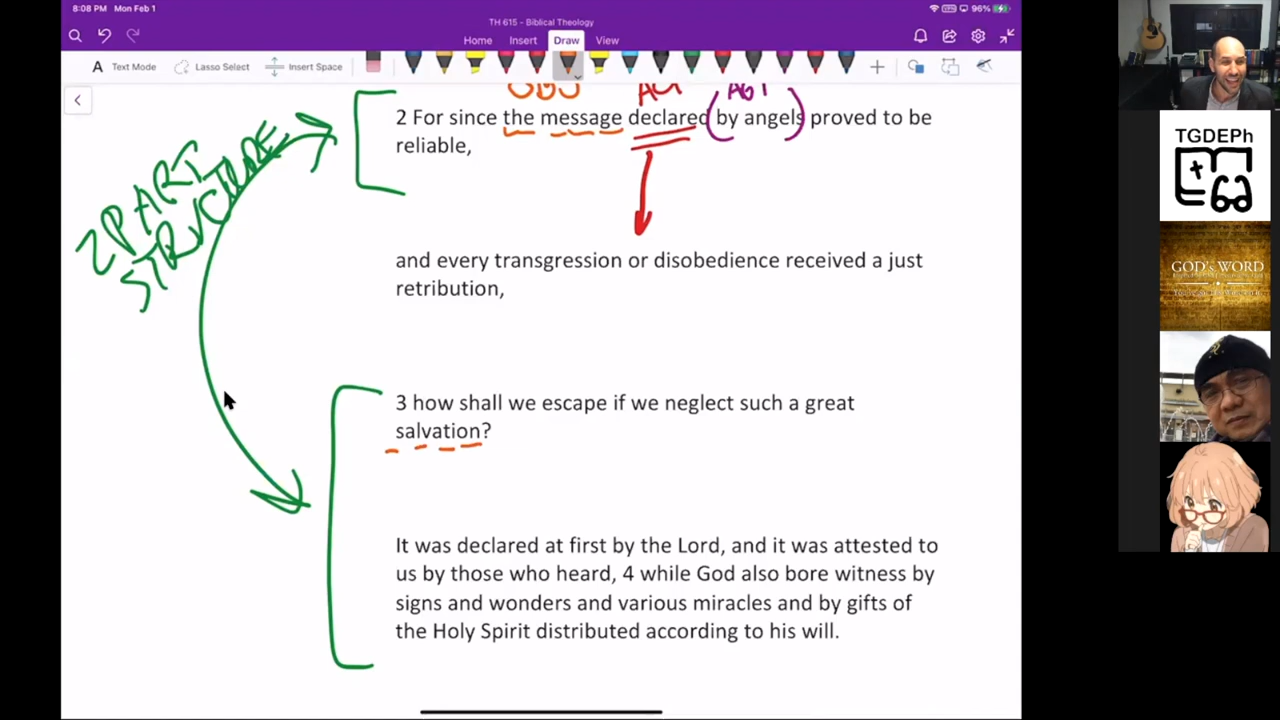 8:08 PM Mon Feb 1
96%
TH 615 - Biblical Theology
Home Insert Draw View
Text Mode Lasso Select Insert Space
OBJ ACT AGT
2 For since the message declared by angels proved to be
reliable,
2 PART
STRUCTURE
and every transgression or disobedience received a just
retribution,
3 how shall we escape if we neglect such a great
salvation?
It was declared at first by the Lord, and it was attested to
us by those who heard, 4 while God also bore witness by
signs and wonders and various miracles and by gifts of
the Holy Spirit distributed according to his will.
TGDEPh
GOD's WORD